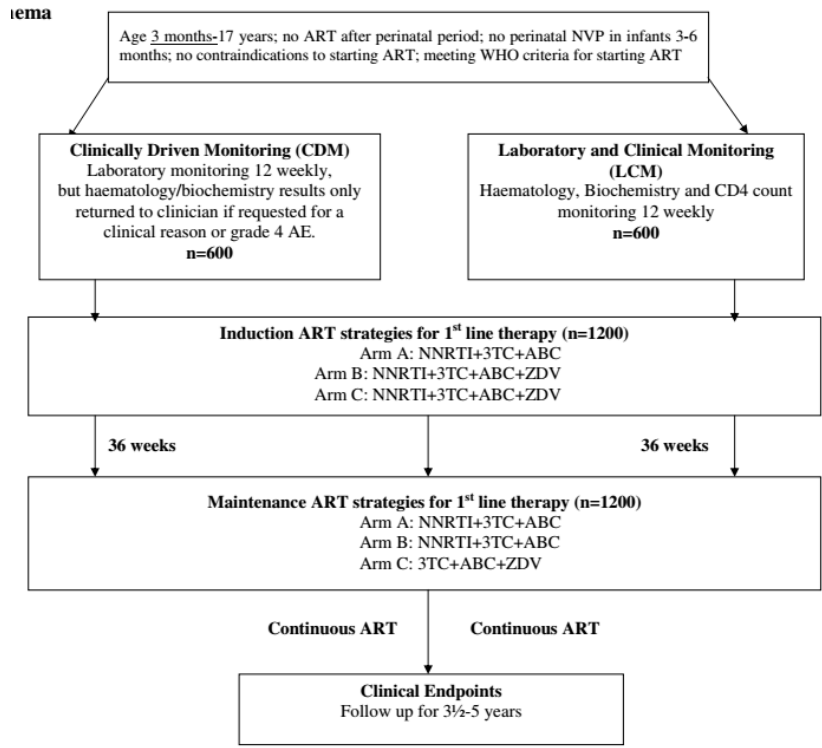 Age 3 months-17 years; no ART after perinatal period; no perinatal NVP in infants 3-6
months; no contraindications to starting ART; meeting WHO criteria for starting ART
Clinically Driven Monitoring (CDM)
Laboratory monitoring 12 weekly,
but haematology/biochemistry results only
returned to clinician if requested for a
clinical reason or grade 4 AE.
n=600
Laboratory and Clinical Monitoring
(LCM)
Haematology, Biochemistry and CD4 count
monitoring 12 weekly
n=600
Induction ART strategies for 1st line therapy (n=1200)
Arm A: NNRTI+3TC+ABC
Arm B: NNRTI+3TC+ABC+ZDV
Arm C: NNRTI+3TC+ABC+ZDV
36 weeks
36 weeks
Maintenance ART strategies for 1st line therapy (n=1200)
Arm A: NNRTI+3TC+ABC
Arm B: NNRTI+3TC+ABC
Arm C: 3TC+ABC+ZDV
Continuous ART
Continuous ART
Clinical Endpoints
Follow up for 3½-5 years